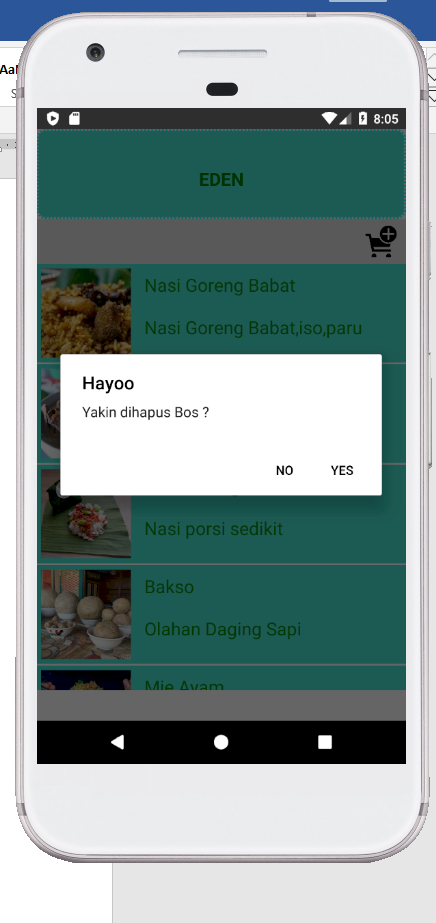 8:05
EDEN
Nasi Goreng Babat
Nasi Goreng Babat,iso,paru
Hayoo
Yakin dihapus Bos ?
NO YES
Nasi porsi sedikit
Bakso
Olahan Daging Sapi
Mie Ayam